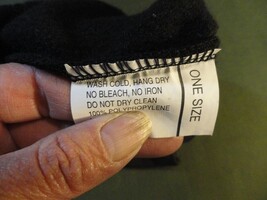 WASH COLD, HANG DRY
NO BLEACH, NO IRON
DO NOT DRY CLEAN
100% POLYPROPYLENE
ONE SIZE